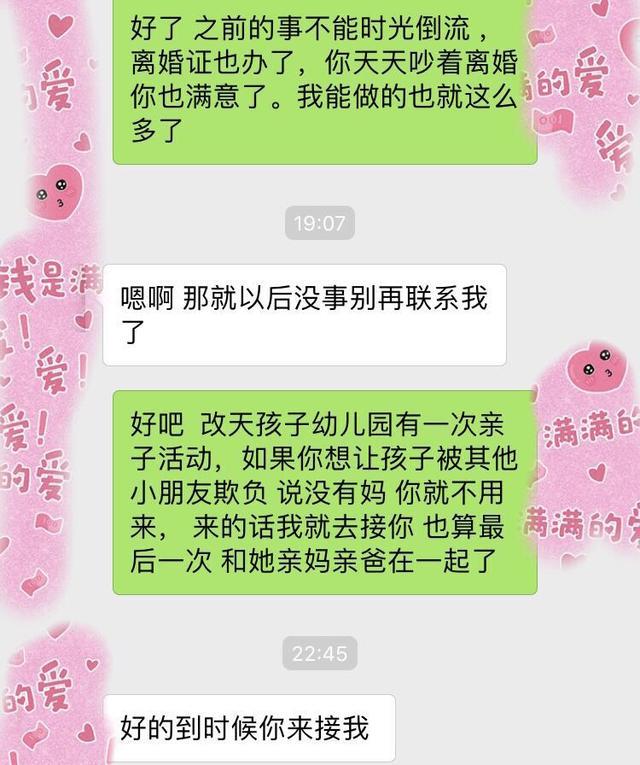 好了 之前的事不能时光倒流，
离婚证也办了，你天天吵着离婚
你也满意了。我能做的也就这么
多了
的爱
的爱
爱
19:07
嗯啊 那就以后没事别再联系我
了
钱是满
爱！
爱！
的爱
好吧 改天孩子幼儿园有一次亲
子活动，如果你想让孩子被其他
小朋友欺负 说没有妈 你就不用
来， 来的话我就去接你 也算最
后一次 和她亲妈亲爸在一起了
满满的
满满的爱
22:45
的爱
好的到时候你来接我